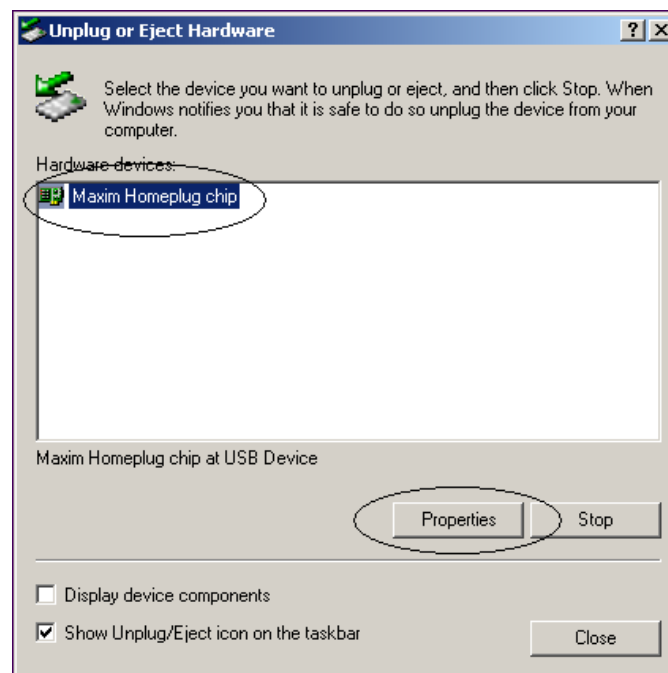 Unplug or Eject Hardware
Select the device you want to unplug or eject, and then click Stop. When
Windows notifies you that it is safe to do so unplug the device from your
computer.
Hardware devices:
Maxim Homeplug chip
Maxim Homeplug chip at USB Device
Properties Stop
Display device components
Show Unplug/Eject icon on the taskbar
Close